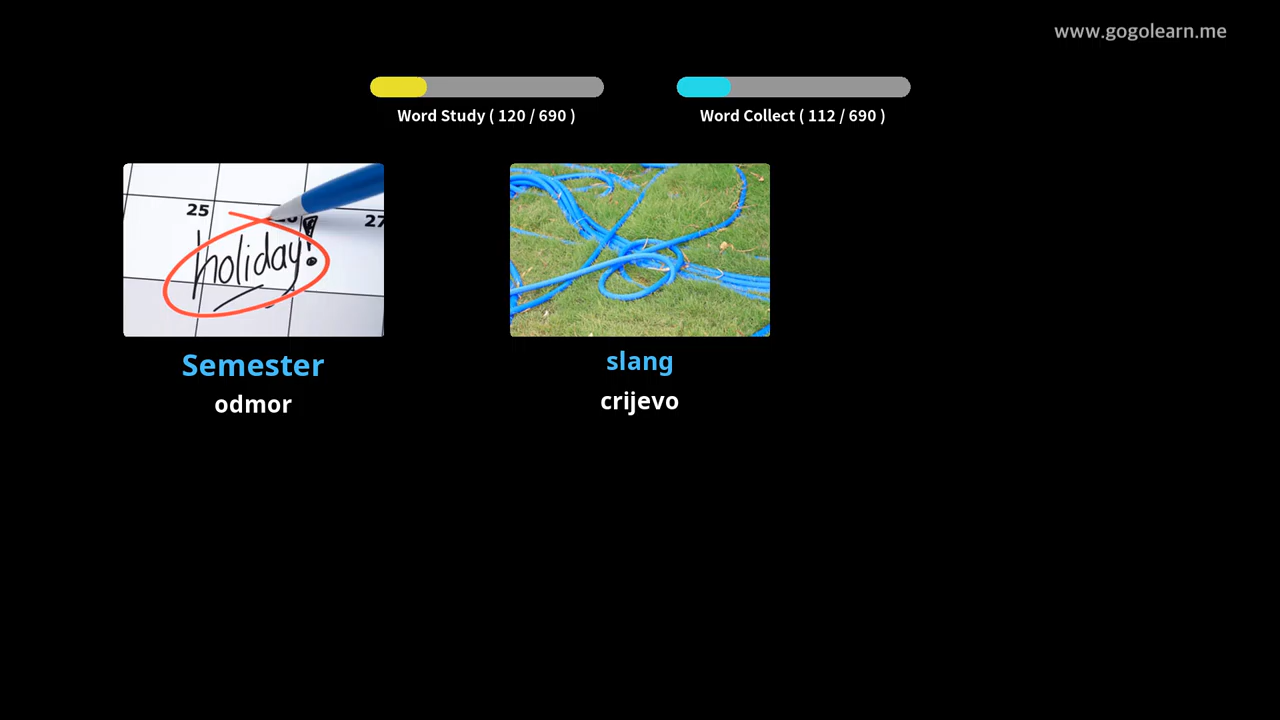 www.gogolearn.me
Word Study ( 120 / 690 )
Word Collect ( 112 / 690 )
25
27
holiday!
Semester
odmor
slang
crijevo